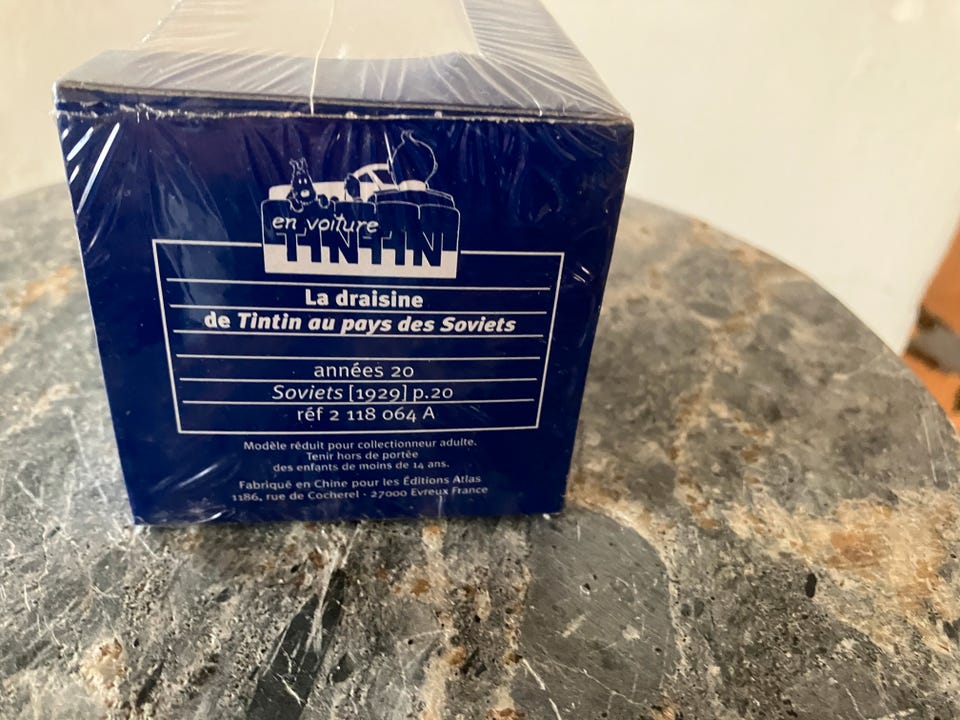 en voiture
TINTIN
La draisine
de Tintin au pays des Soviets
années 20
Soviets [1929] p.20
réf 2 118 064 A
Modèle réduit pour collectionneur adulte.
Tenir hors de portée
des enfants de moins de 14 ans.
Fabriqué en Chine pour les Éditions Atlas
1186, rue de Cocherel · 27000 Evreux France